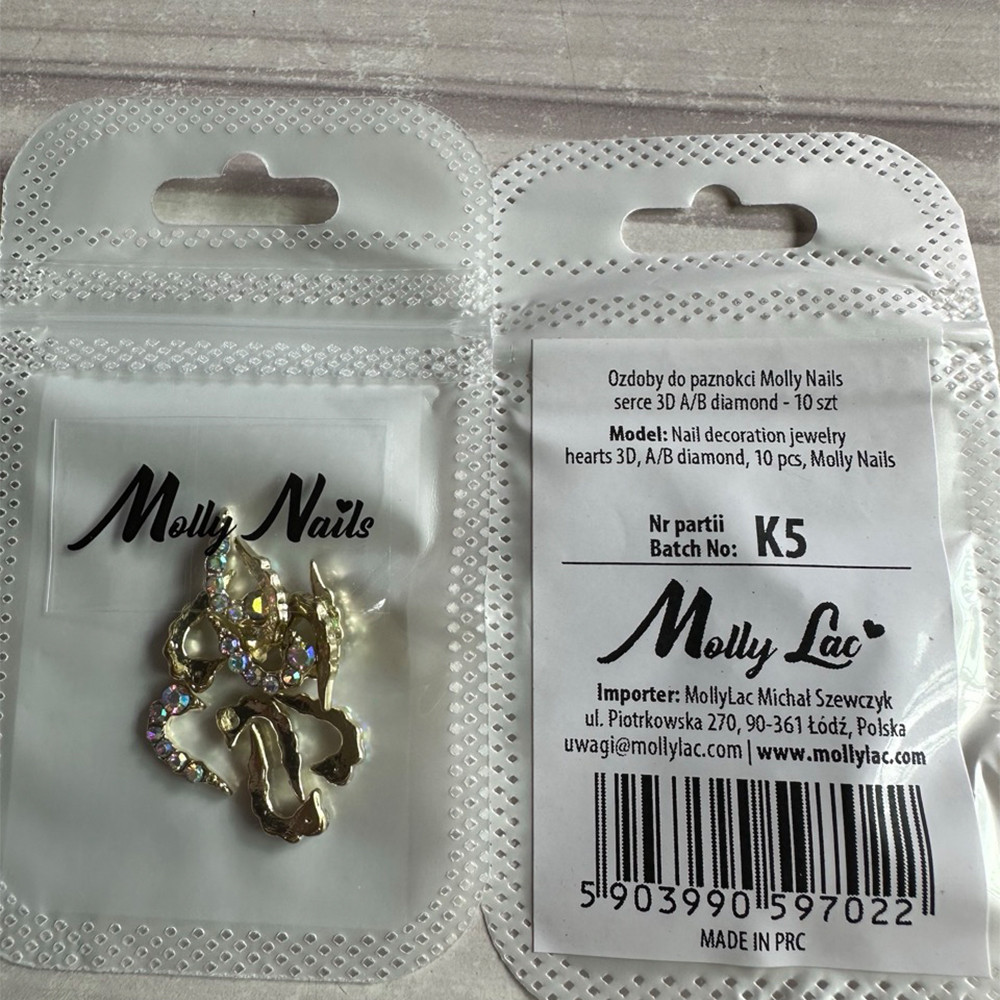 Molly Nails
Ozdoby do paznokci Molly Nails
serce 3D A/B diamond - 10 szt
Model: Nail decoration jewelry
hearts 3D, A/B diamond, 10 pcs, Molly Nails
Nr partii
Batch No: K5
Molly Lac
Importer: MollyLac Michał Szewczyk
ul. Piotrkowska 270, 90-361 Łódź, Polska
uwagi@mollylac.com | www.mollylac.com
5 903990 597022
MADE IN PRC